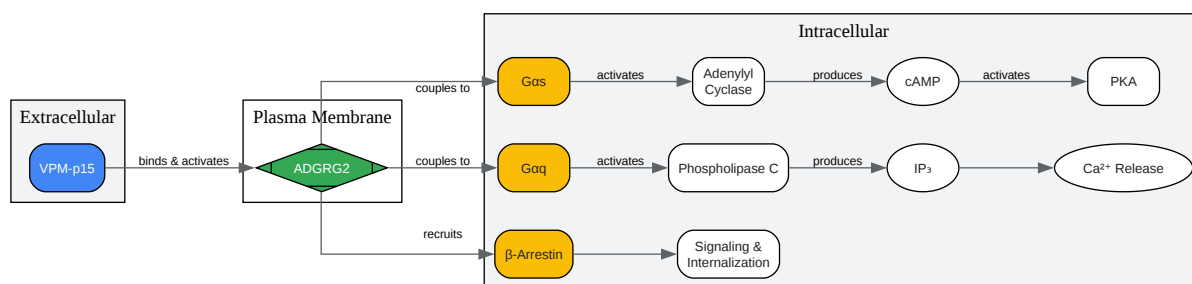 Intracellular
Gαs
activates
Adenylyl
Cyclase
produces
cAMP
activates
PKA
couples to
Extracellular
VPM-p15
binds & activates
Plasma Membrane
ADGRG2
couples to
Gαq
activates
Phospholipase C
produces
IP₃
Ca²⁺ Release
recruits
β-Arrestin
Signaling &
Internalization